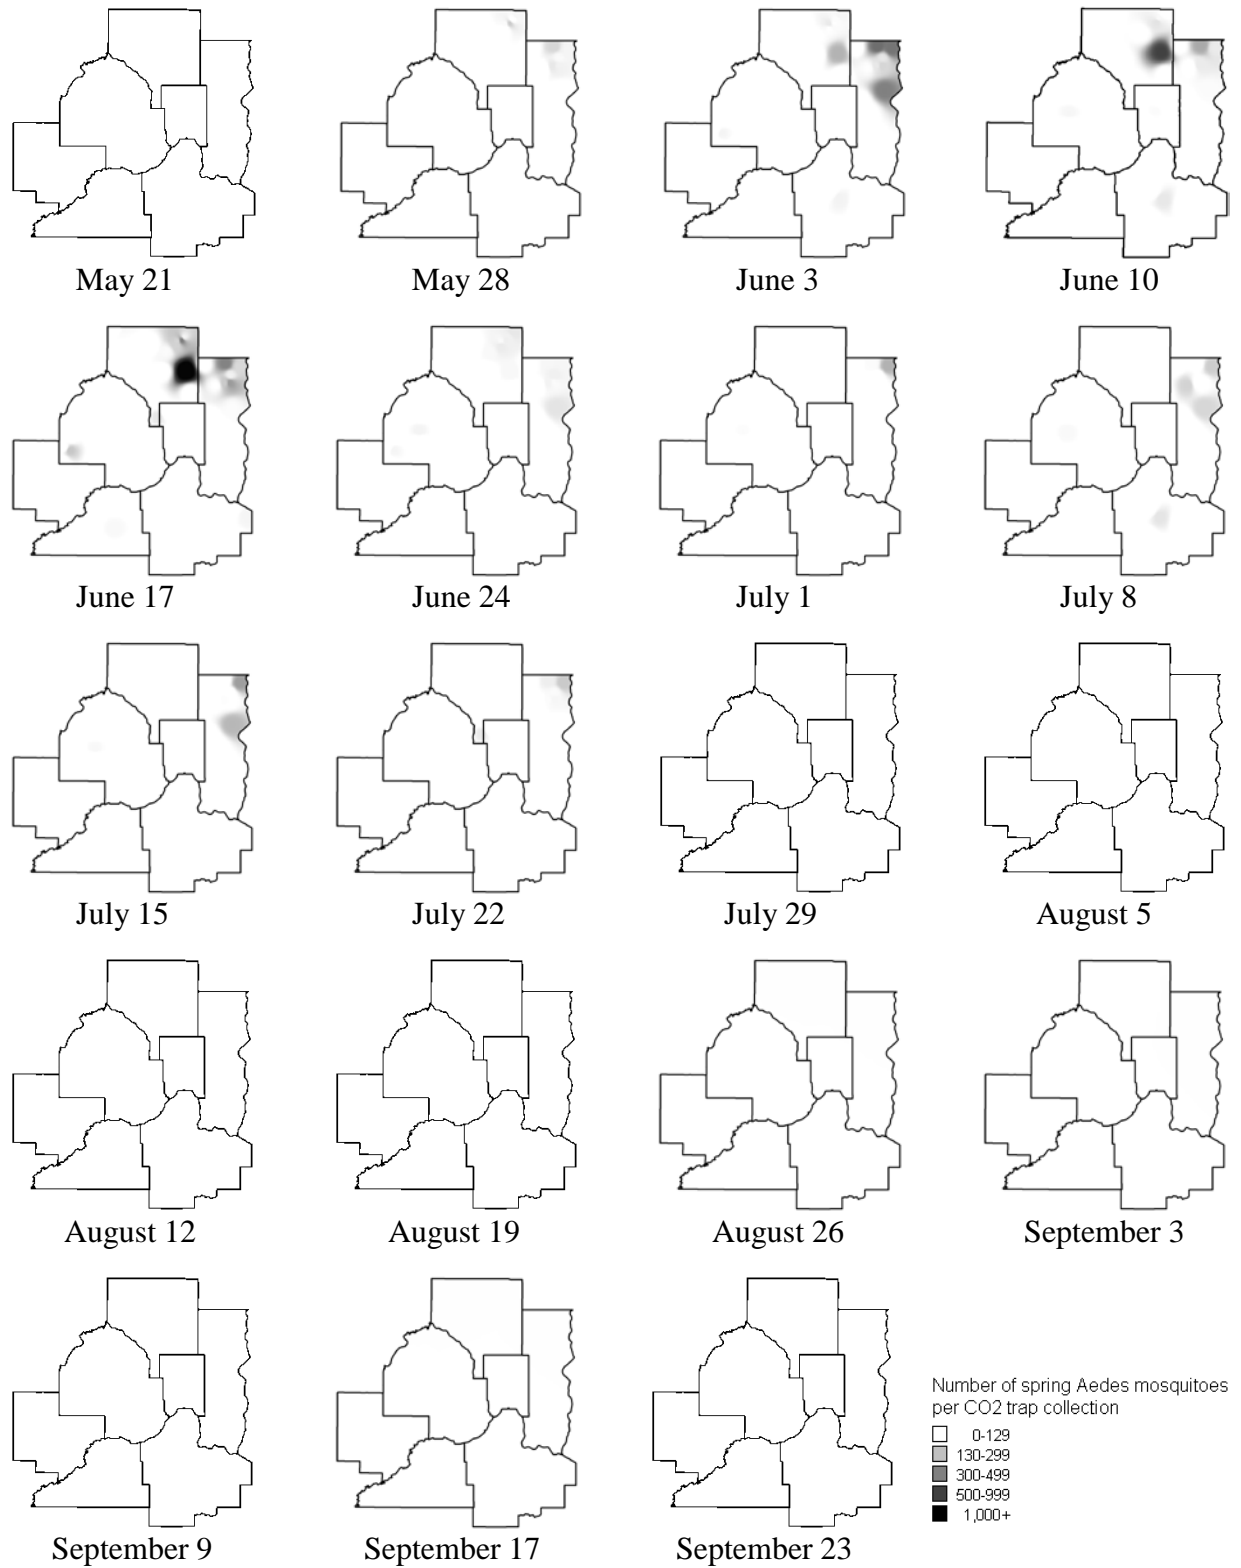 May 21
May 28
June 3
June 10
June 17
June 24
July 1
July 8
July 15
July 22
July 29
August 5
August 12
August 19
August 26
September 3
September 9
September 17
September 23
Number of spring Aedes mosquitoes
per CO2 trap collection
0-129
130-299
300-499
500-999
1,000+